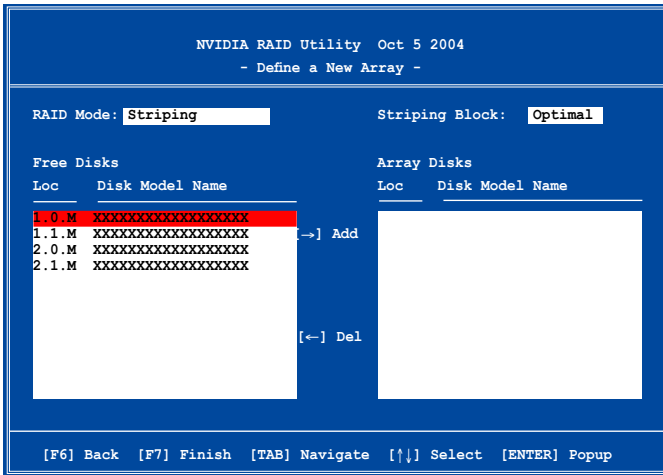 NVIDIA RAID Utility  Oct 5 2004
- Define a New Array -
RAID Mode: Striping
Striping Block: Optimal
Free Disks
Loc Disk Model Name
1.0.M XXXXXXXXXXXXXXXXXX
1.1.M XXXXXXXXXXXXXXXXXX
2.0.M XXXXXXXXXXXXXXXXXX
2.1.M XXXXXXXXXXXXXXXXXX
[→] Add
[←] Del
Array Disks
Loc Disk Model Name
[F6] Back [F7] Finish [TAB] Navigate [↑↓] Select [ENTER] Popup